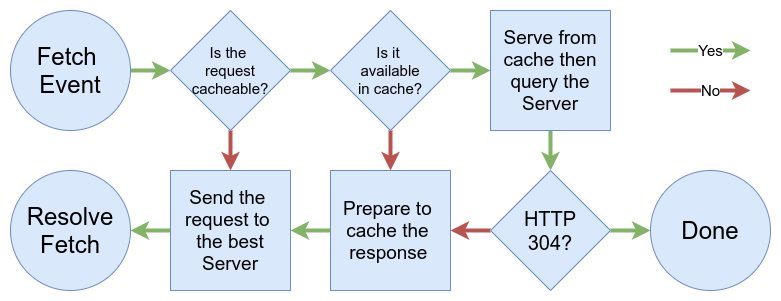 Fetch
Event
Is the
request
cacheable?
Is it
available
in cache?
Serve from
cache then
query the
Server
Yes
No
Resolve
Fetch
Send the
request to
the best
Server
Prepare to
cache the
response
HTTP
304?
Done